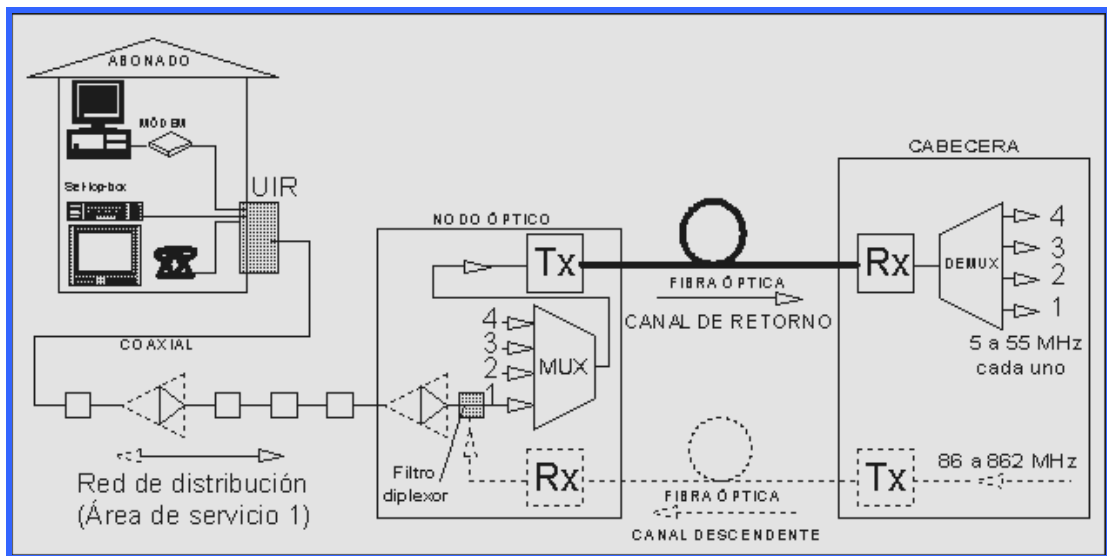 ABONADO
MÓDEM
Set-top-box
UIR
COAXIAL
Red de distribución
(Área de servicio 1)
NODO ÓPTICO
Tx
4
3
2
1
MUX
Filtro
diplexor
Rx
FIBRA ÓPTICA
CANAL DE RETORNO
FIBRA ÓPTICA
CANAL DESCENDENTE
CABECERA
Rx
DEMUX
4
3
2
1
5 a 55 MHz
cada uno
Tx
86 a 862 MHz